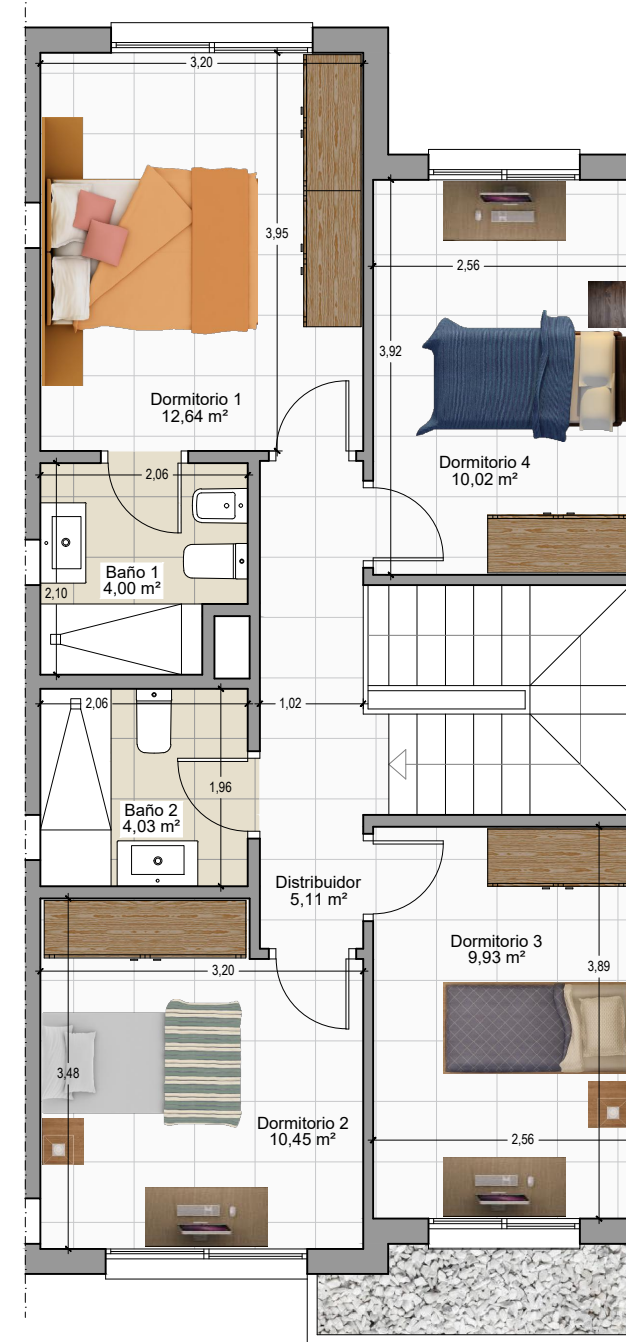 3,20
3,95
2,56
3,92
Dormitorio 1
12,64 m²
Dormitorio 4
10,02 m²
2,06
Baño 1
4,00 m²
2,10
2,06
1,02
1,96
Baño 2
4,03 m²
Distribuidor
5,11 m²
Dormitorio 3
9,93 m²
3,89
3,20
3,48
Dormitorio 2
10,45 m²
2,56